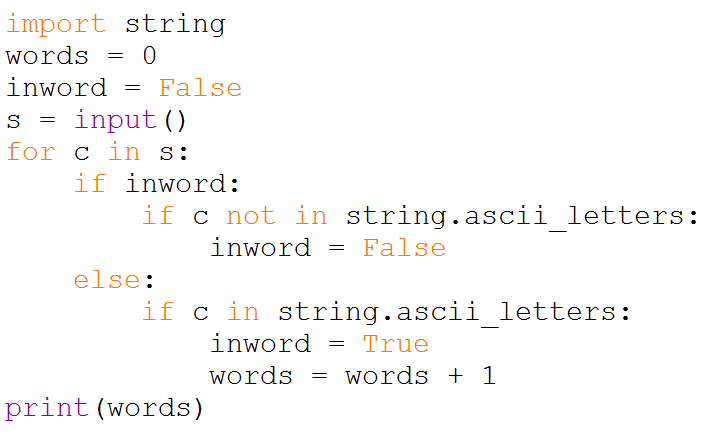 import string
words = 0
inword = False
s = input()
for c in s:
    if inword:
        if c not in string.ascii_letters:
            inword = False
    else:
        if c in string.ascii_letters:
            inword = True
            words = words + 1
print(words)